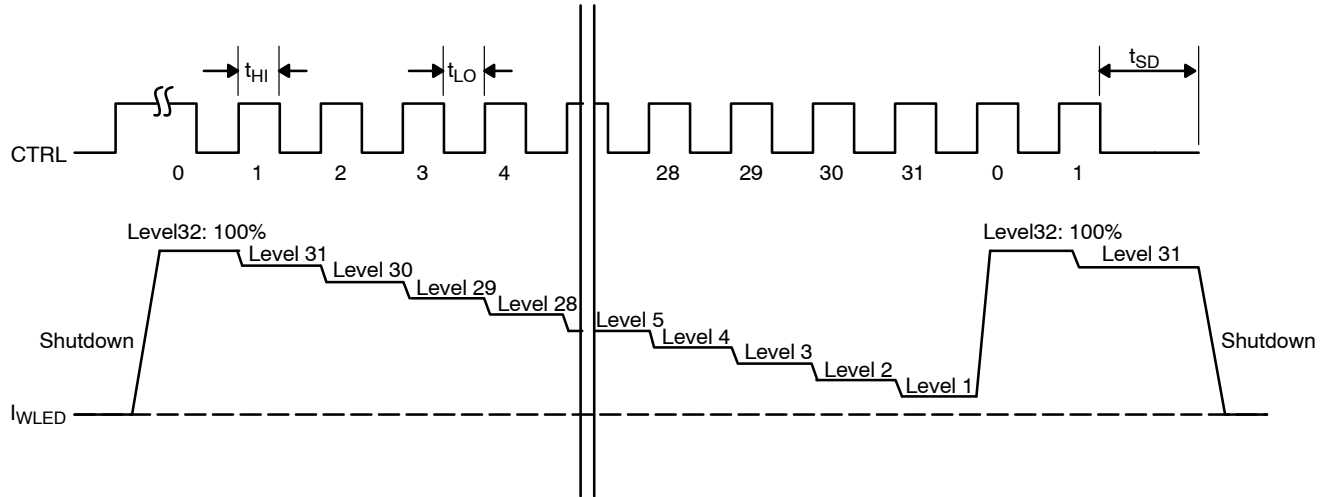 tHI
tLO
tSD
CTRL
0 1 2 3 4 28 29 30 31 0 1
Level32: 100%
Level 31
Level 30
Level 29
Level 28
Level 5
Level 4
Level 3
Level 2
Level 1
Level32: 100%
Level 31
Shutdown
Shutdown
IWLED